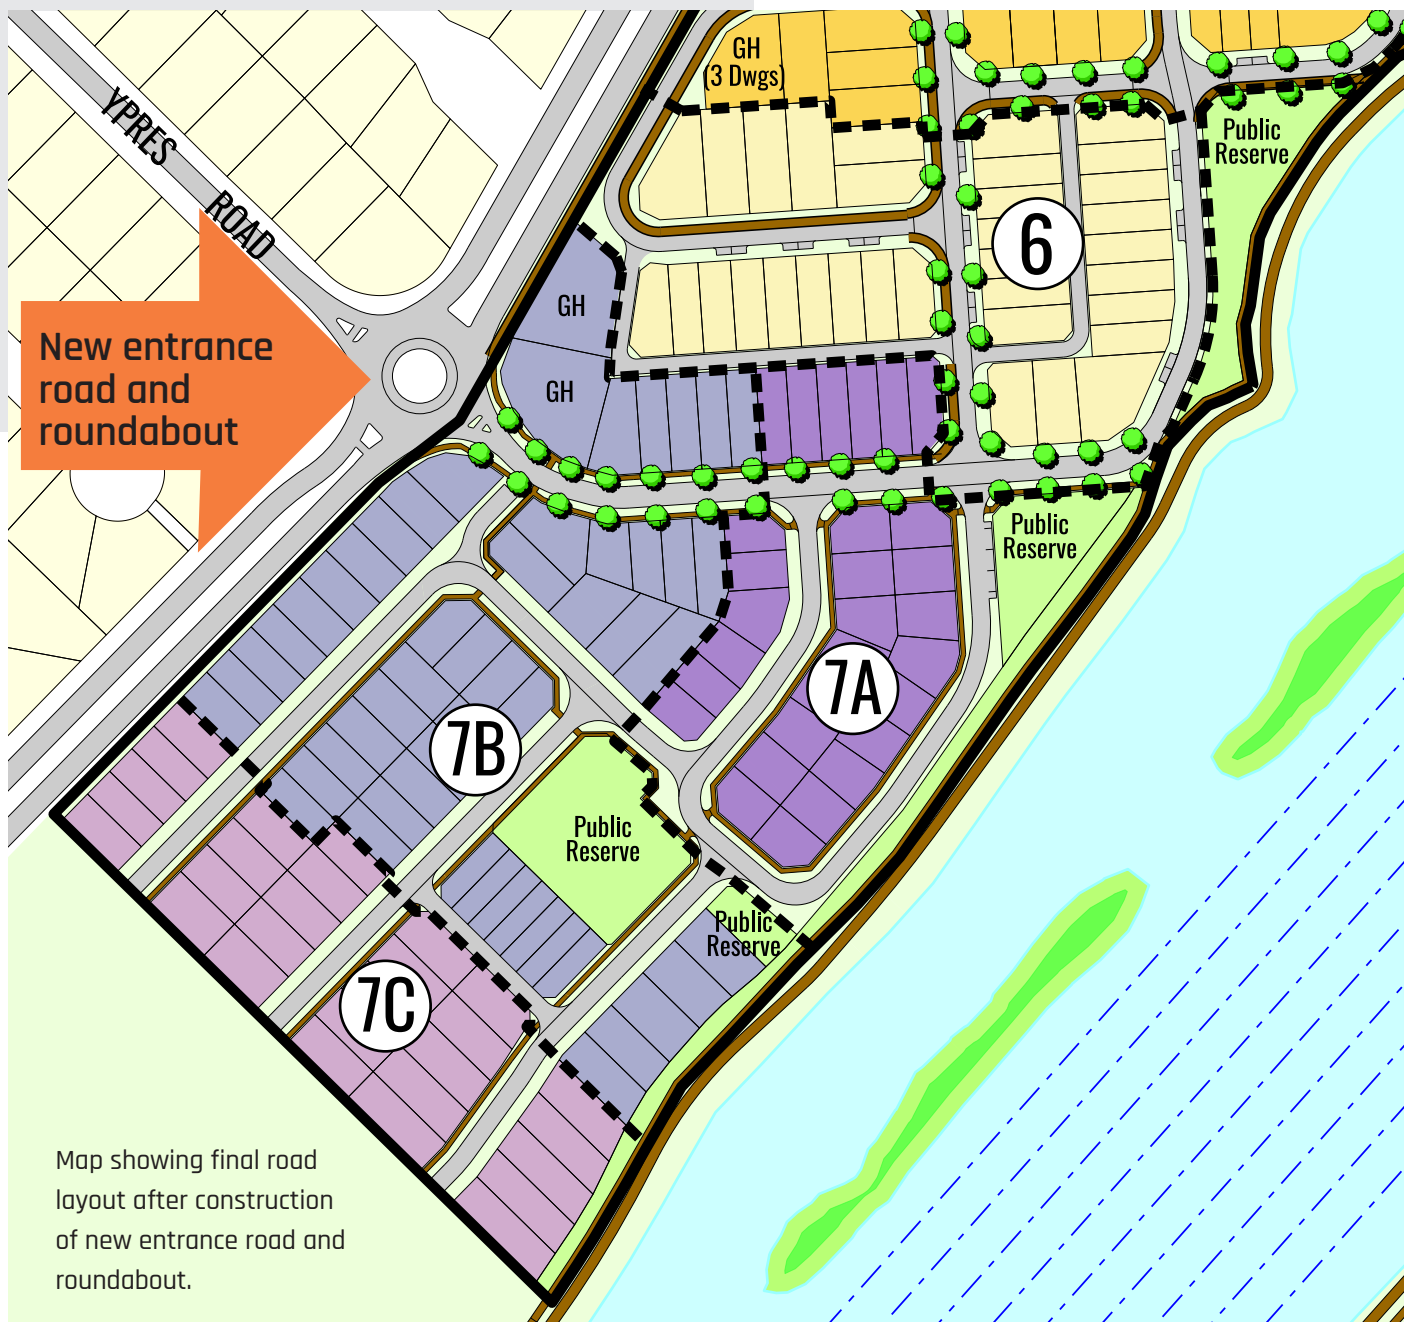 GH
(3 Dwgs)
YPRES
ROAD
Public
Reserve
6
GH
New entrance
road and
roundabout
GH
Public
Reserve
7A
7B
Public
Reserve
Public
Reserve
7C
Map showing final road
layout after construction
of new entrance road and
roundabout.